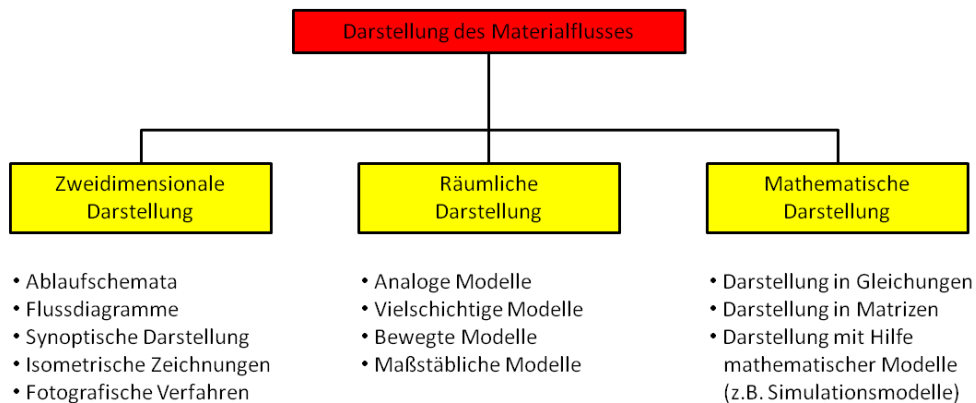 Darstellung des Materialflusses
Zweidimensionale
Darstellung
• Ablaufschemata
• Flussdiagramme
• Synoptische Darstellung
• Isometrische Zeichnungen
• Fotografische Verfahren
Räumliche
Darstellung
• Analoge Modelle
• Vielschichtige Modelle
• Bewegte Modelle
• Maßstäbliche Modelle
Mathematische
Darstellung
• Darstellung in Gleichungen
• Darstellung in Matrizen
• Darstellung mit Hilfe
mathematischer Modelle
(z.B. Simulationsmodelle)